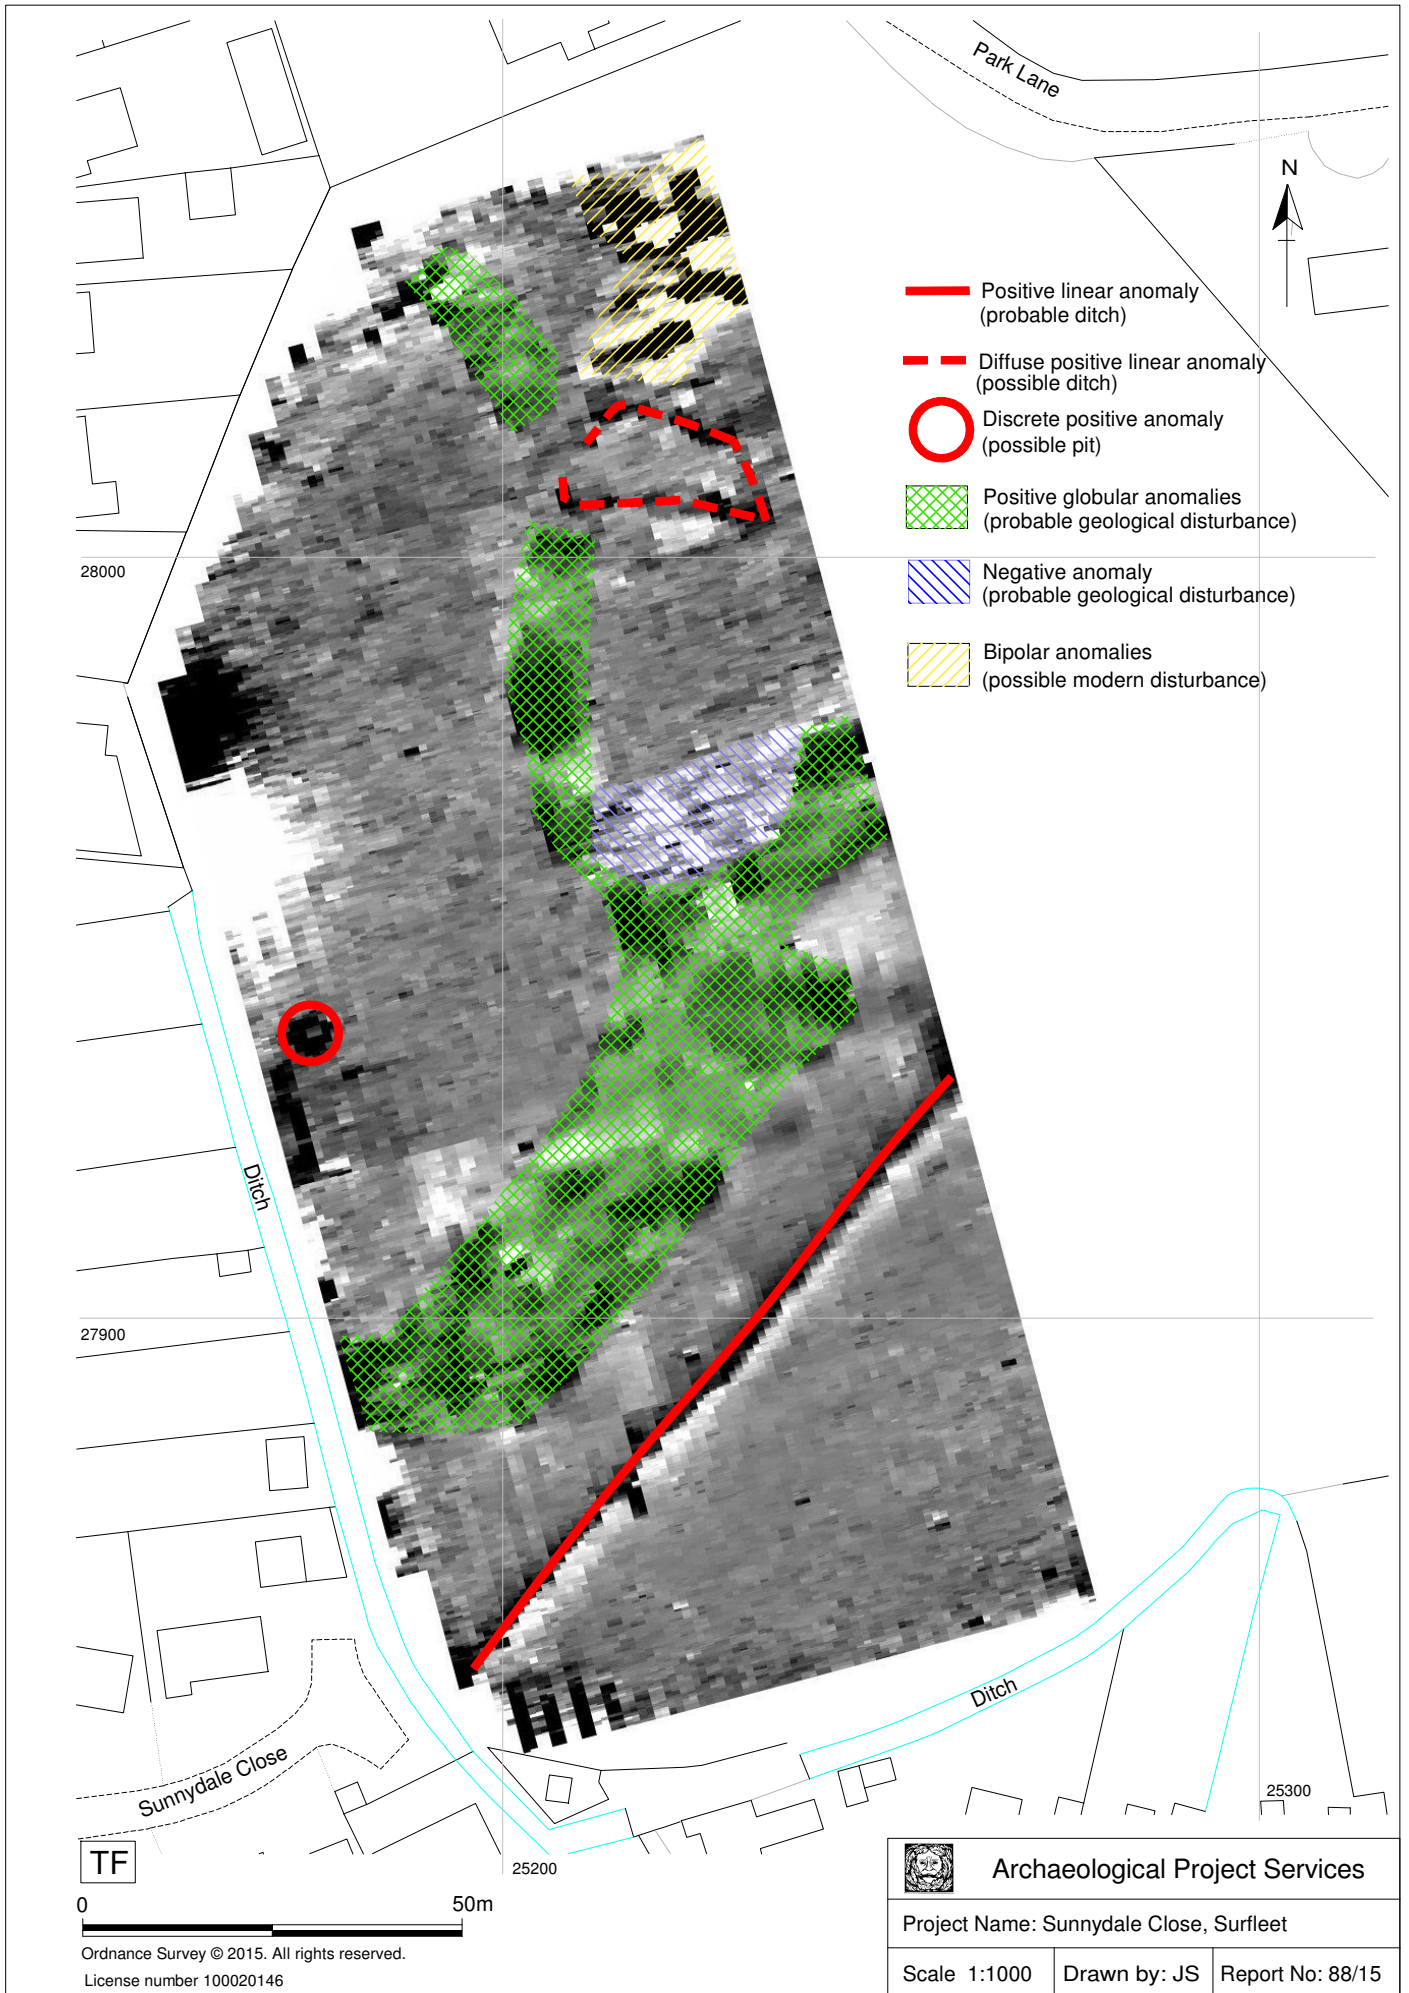 Park Lane
N
Positive linear anomaly
(probable ditch)
Diffuse positive linear anomaly
(possible ditch)
Discrete positive anomaly
(possible pit)
Positive globular anomalies
(probable geological disturbance)
Negative anomaly
(probable geological disturbance)
Bipolar anomalies
(possible modern disturbance)
28000
Ditch
27900
Ditch
Sunnydale Close
25300
25200
TF
0 50m
Ordnance Survey © 2015. All rights reserved.
License number 100020146
Archaeological Project Services
Project Name: Sunnydale Close, Surfleet
Scale 1:1000 Drawn by: JS Report No: 88/15